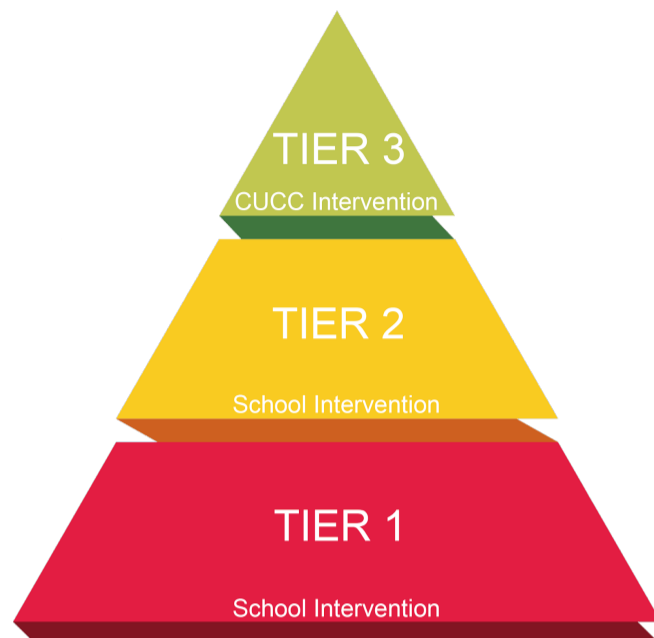 TIER 3
CUCC Intervention
TIER 2
School Intervention
TIER 1
School Intervention